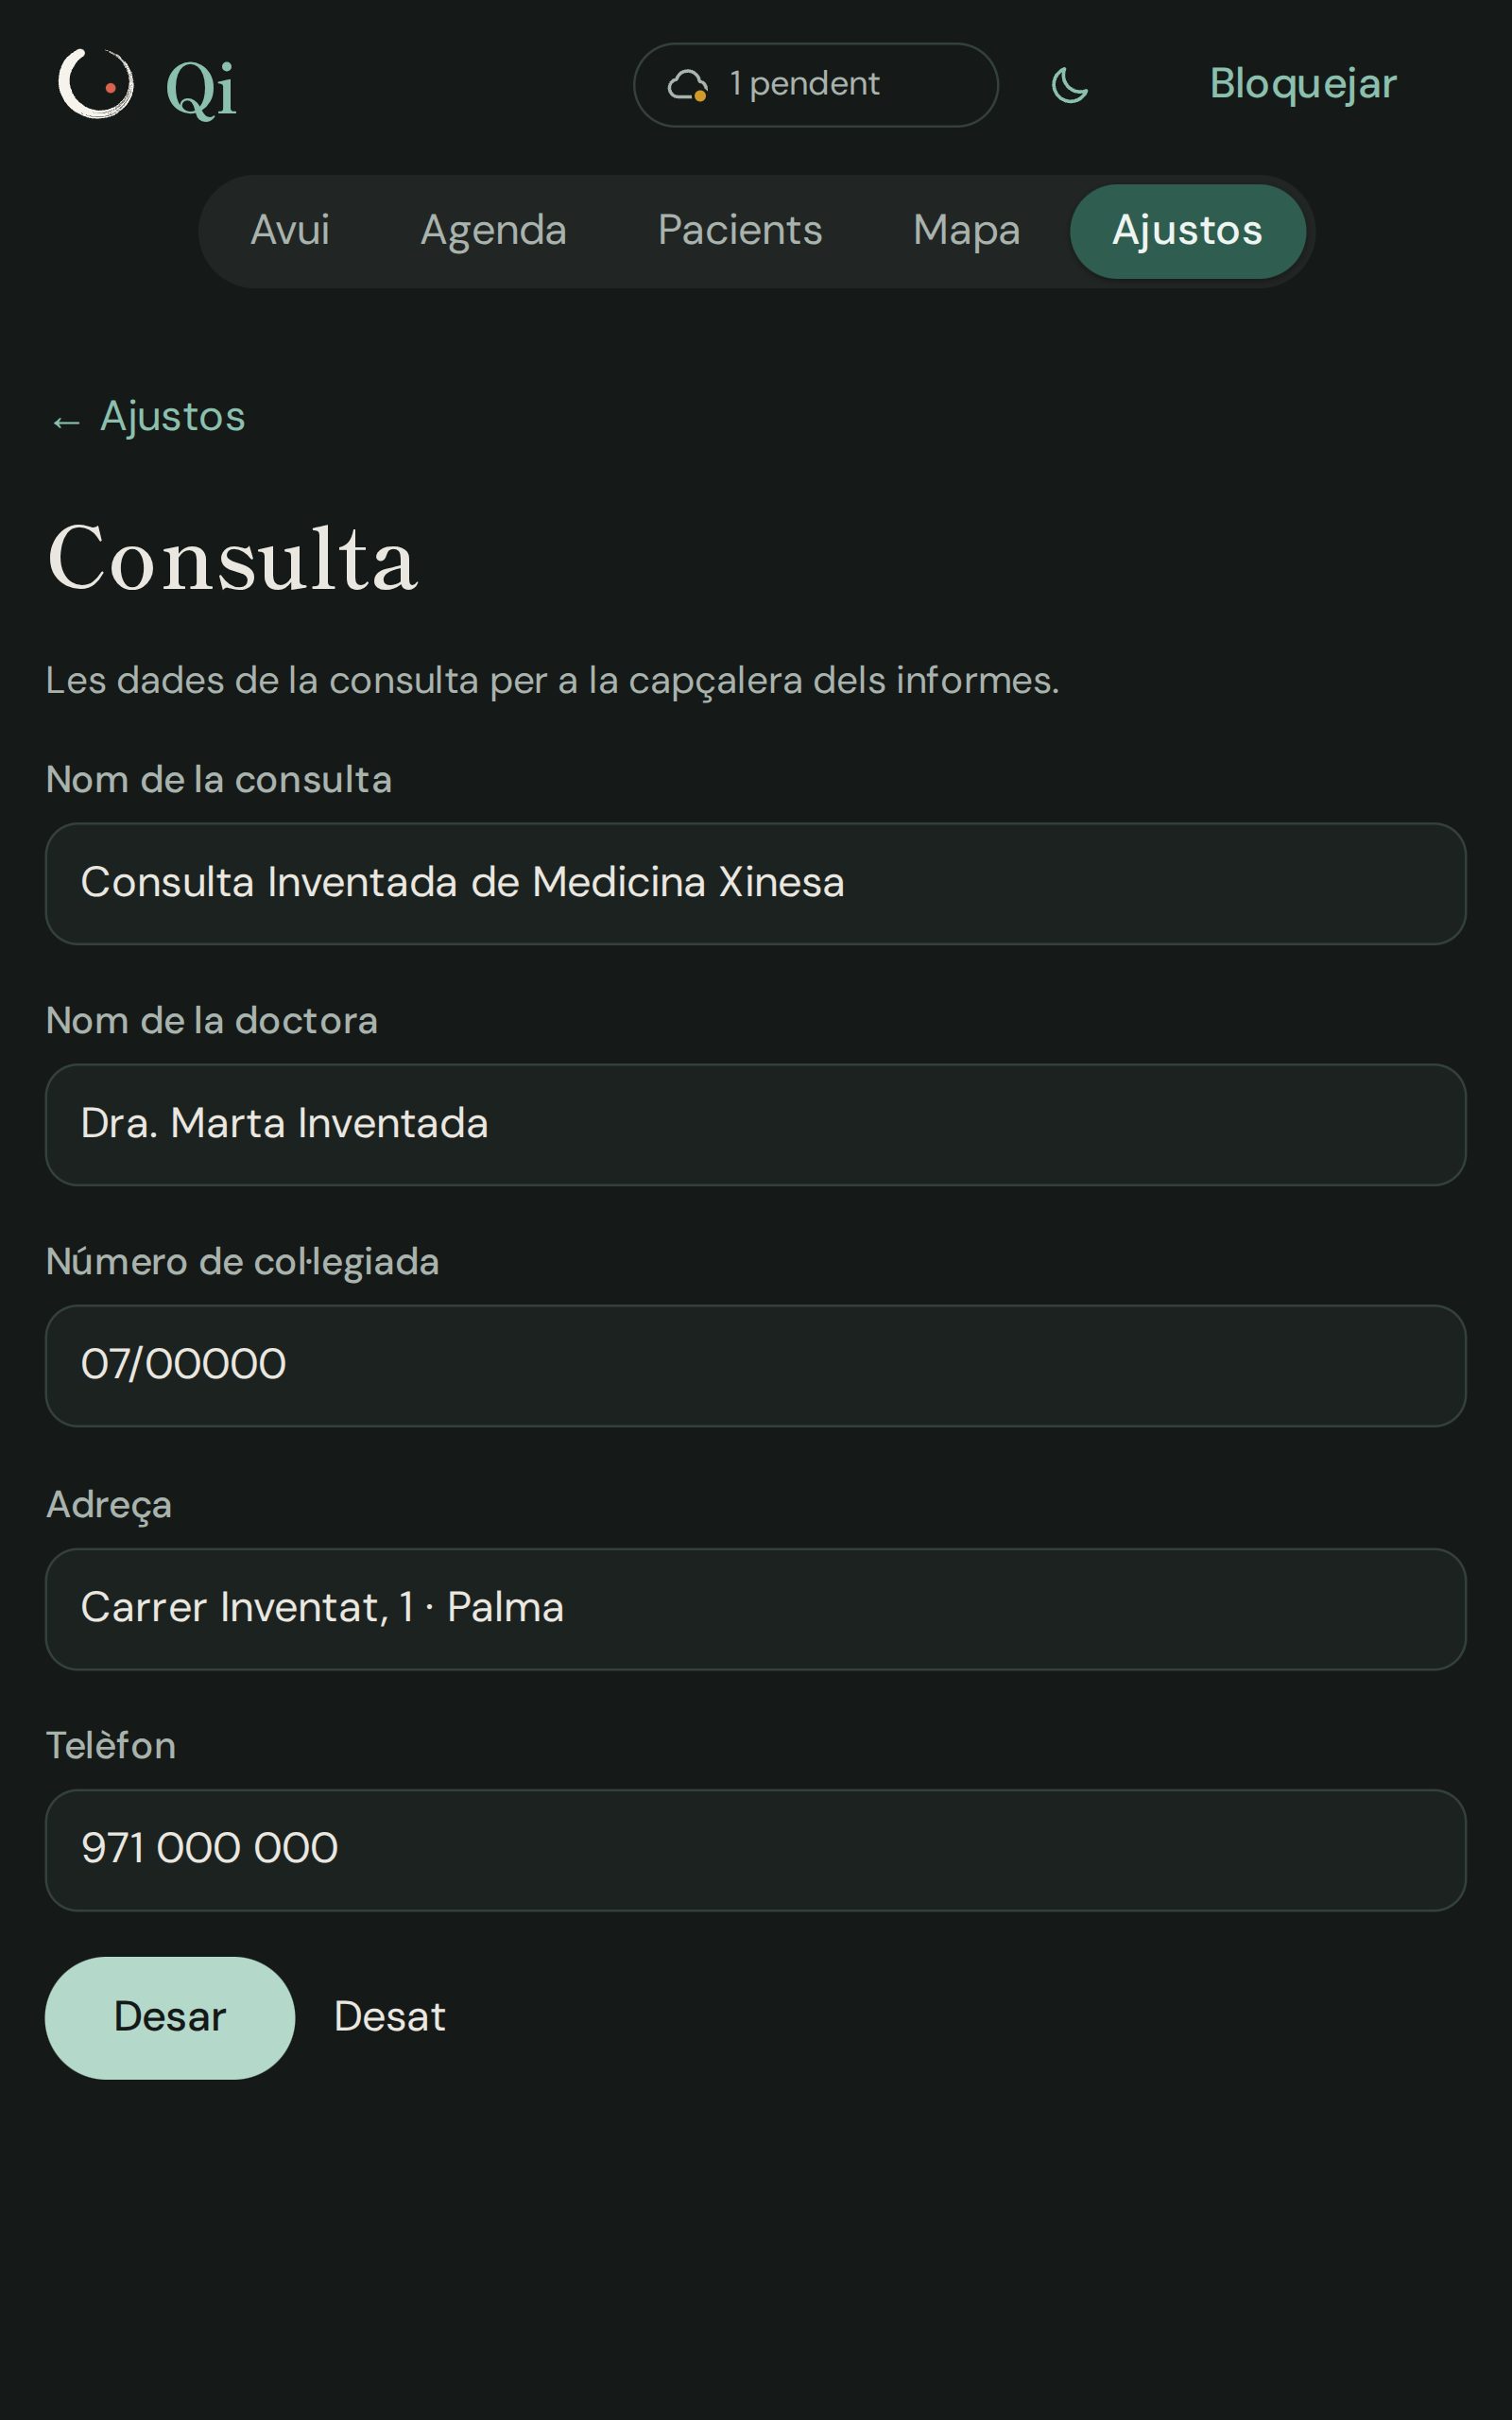 Qi
1 pendent
Bloquejar
Avui
Agenda
Pacients
Mapa
Ajustos
← Ajustos
Consulta
Les dades de la consulta per a la capçalera dels informes.
Nom de la consulta
Consulta Inventada de Medicina Xinesa
Nom de la doctora
Dra. Marta Inventada
Número de col·legiada
07/00000
Adreça
Carrer Inventat, 1 · Palma
Telèfon
971 000 000
Desar
Desat